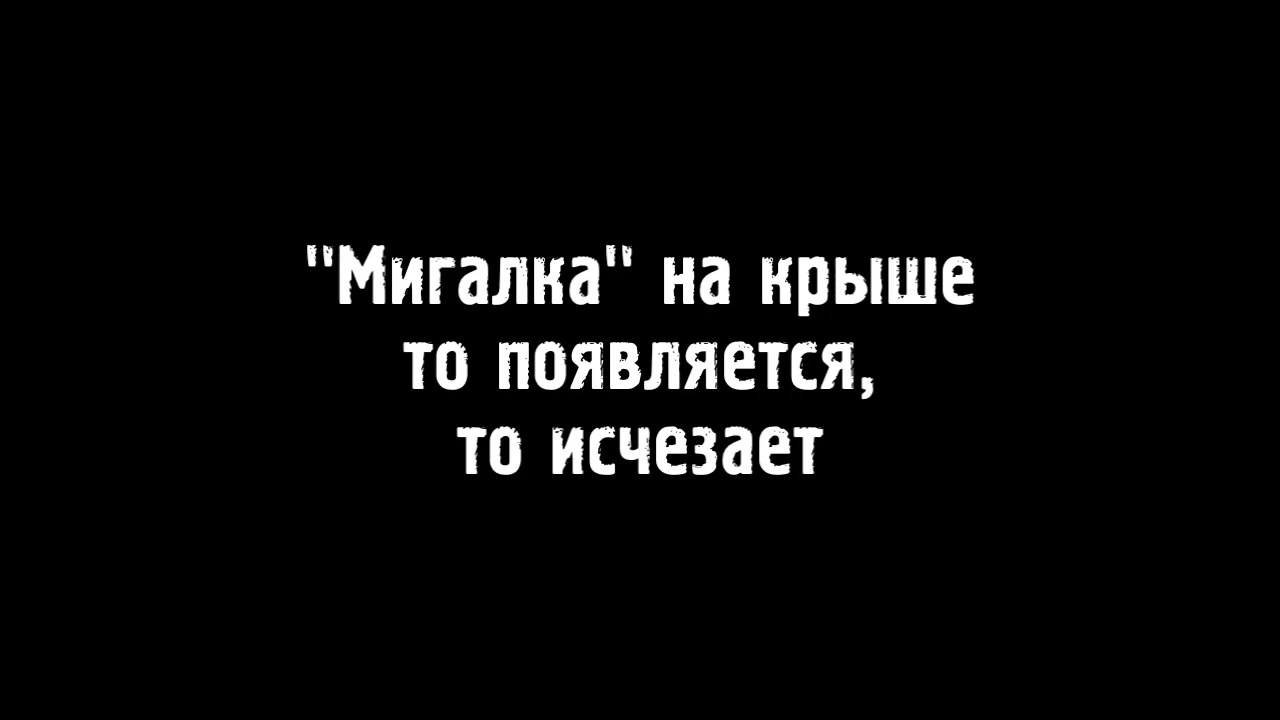 "Мигалка" на крыше
то появляется,
то исчезает